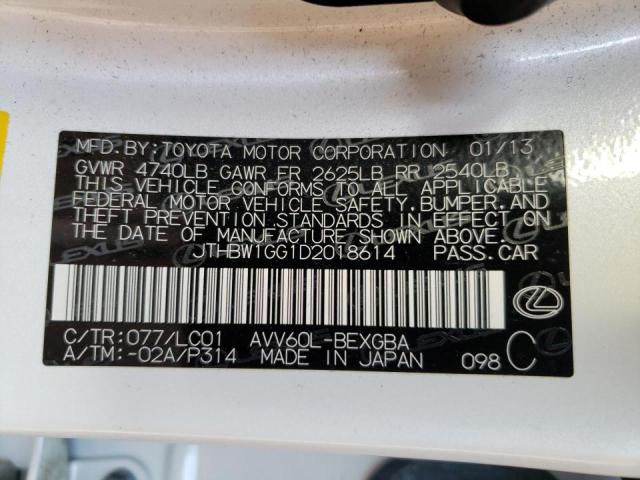 MFD.BY:TOYOTA MOTOR CORPORATION 01/13
GVWR 4740LB GAWR FR 2625LB RR 2540LB
THIS VEHICLE CONFORMS TO ALL APPLICABLE
FEDERAL MOTOR VEHICLE SAFETY,BUMPER,AND
THEFT PREVENTION STANDARDS IN EFFECT ON
THE DATE OF MANUFACTURE SHOWN ABOVE.
JTHBW1GG1D2018614 PASS.CAR
C/TR:077/LC01 AVV60L-BEXGBA
A/TM:-02A/P314 MADE IN JAPAN 098 C